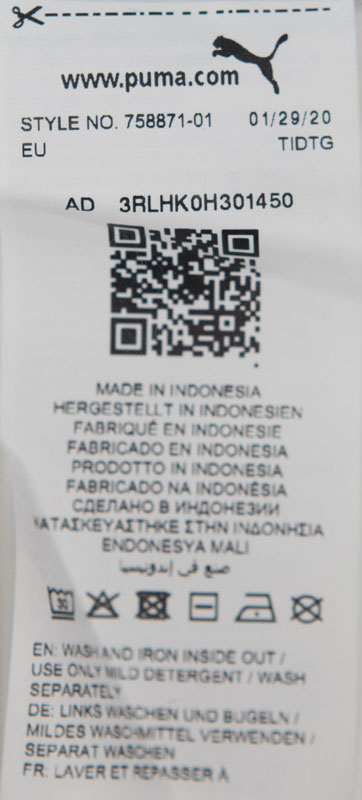 www.puma.com
STYLE NO. 758871-01 01/29/20
EU TIDTG
AD 3RLHK0H301450
MADE IN INDONESIA
HERGESTELLT IN INDONESIEN
FABRIQUÉ EN INDONESIE
FABRICADO EN INDONESIA
PRODOTTO IN INDONESIA
FABRICADO NA INDONÉSIA
СДЕЛАНО В ИНДОНЕЗИИ
ΚΑΤΑΣΚΕΥΑΣΤΗΚΕ ΣΤΗΝ ΙΝΔΟΝΗΣΙΑ
ENDONESYA MALI
صنع في إندونيسيا
30
EN: WASH AND IRON INSIDE OUT /
USE ONLY MILD DETERGENT / WASH
SEPARATELY
DE: LINKS WASCHEN UND BÜGELN /
MILDES WASCHMITTEL VERWENDEN /
SEPARAT WASCHEN
FR: LAVER ET REPASSER À